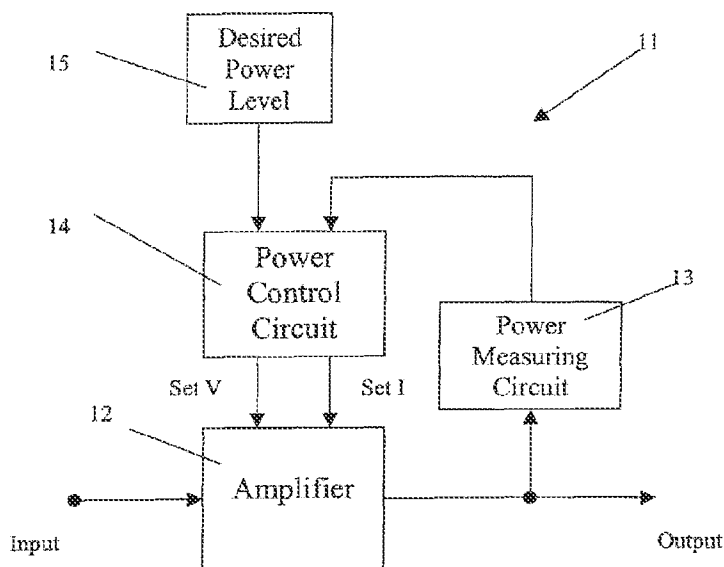 Desired
Power
Level
15
11
14
Power
Control
Circuit
13
Power
Measuring
Circuit
Set V
Set I
12
Amplifier
Input
Output